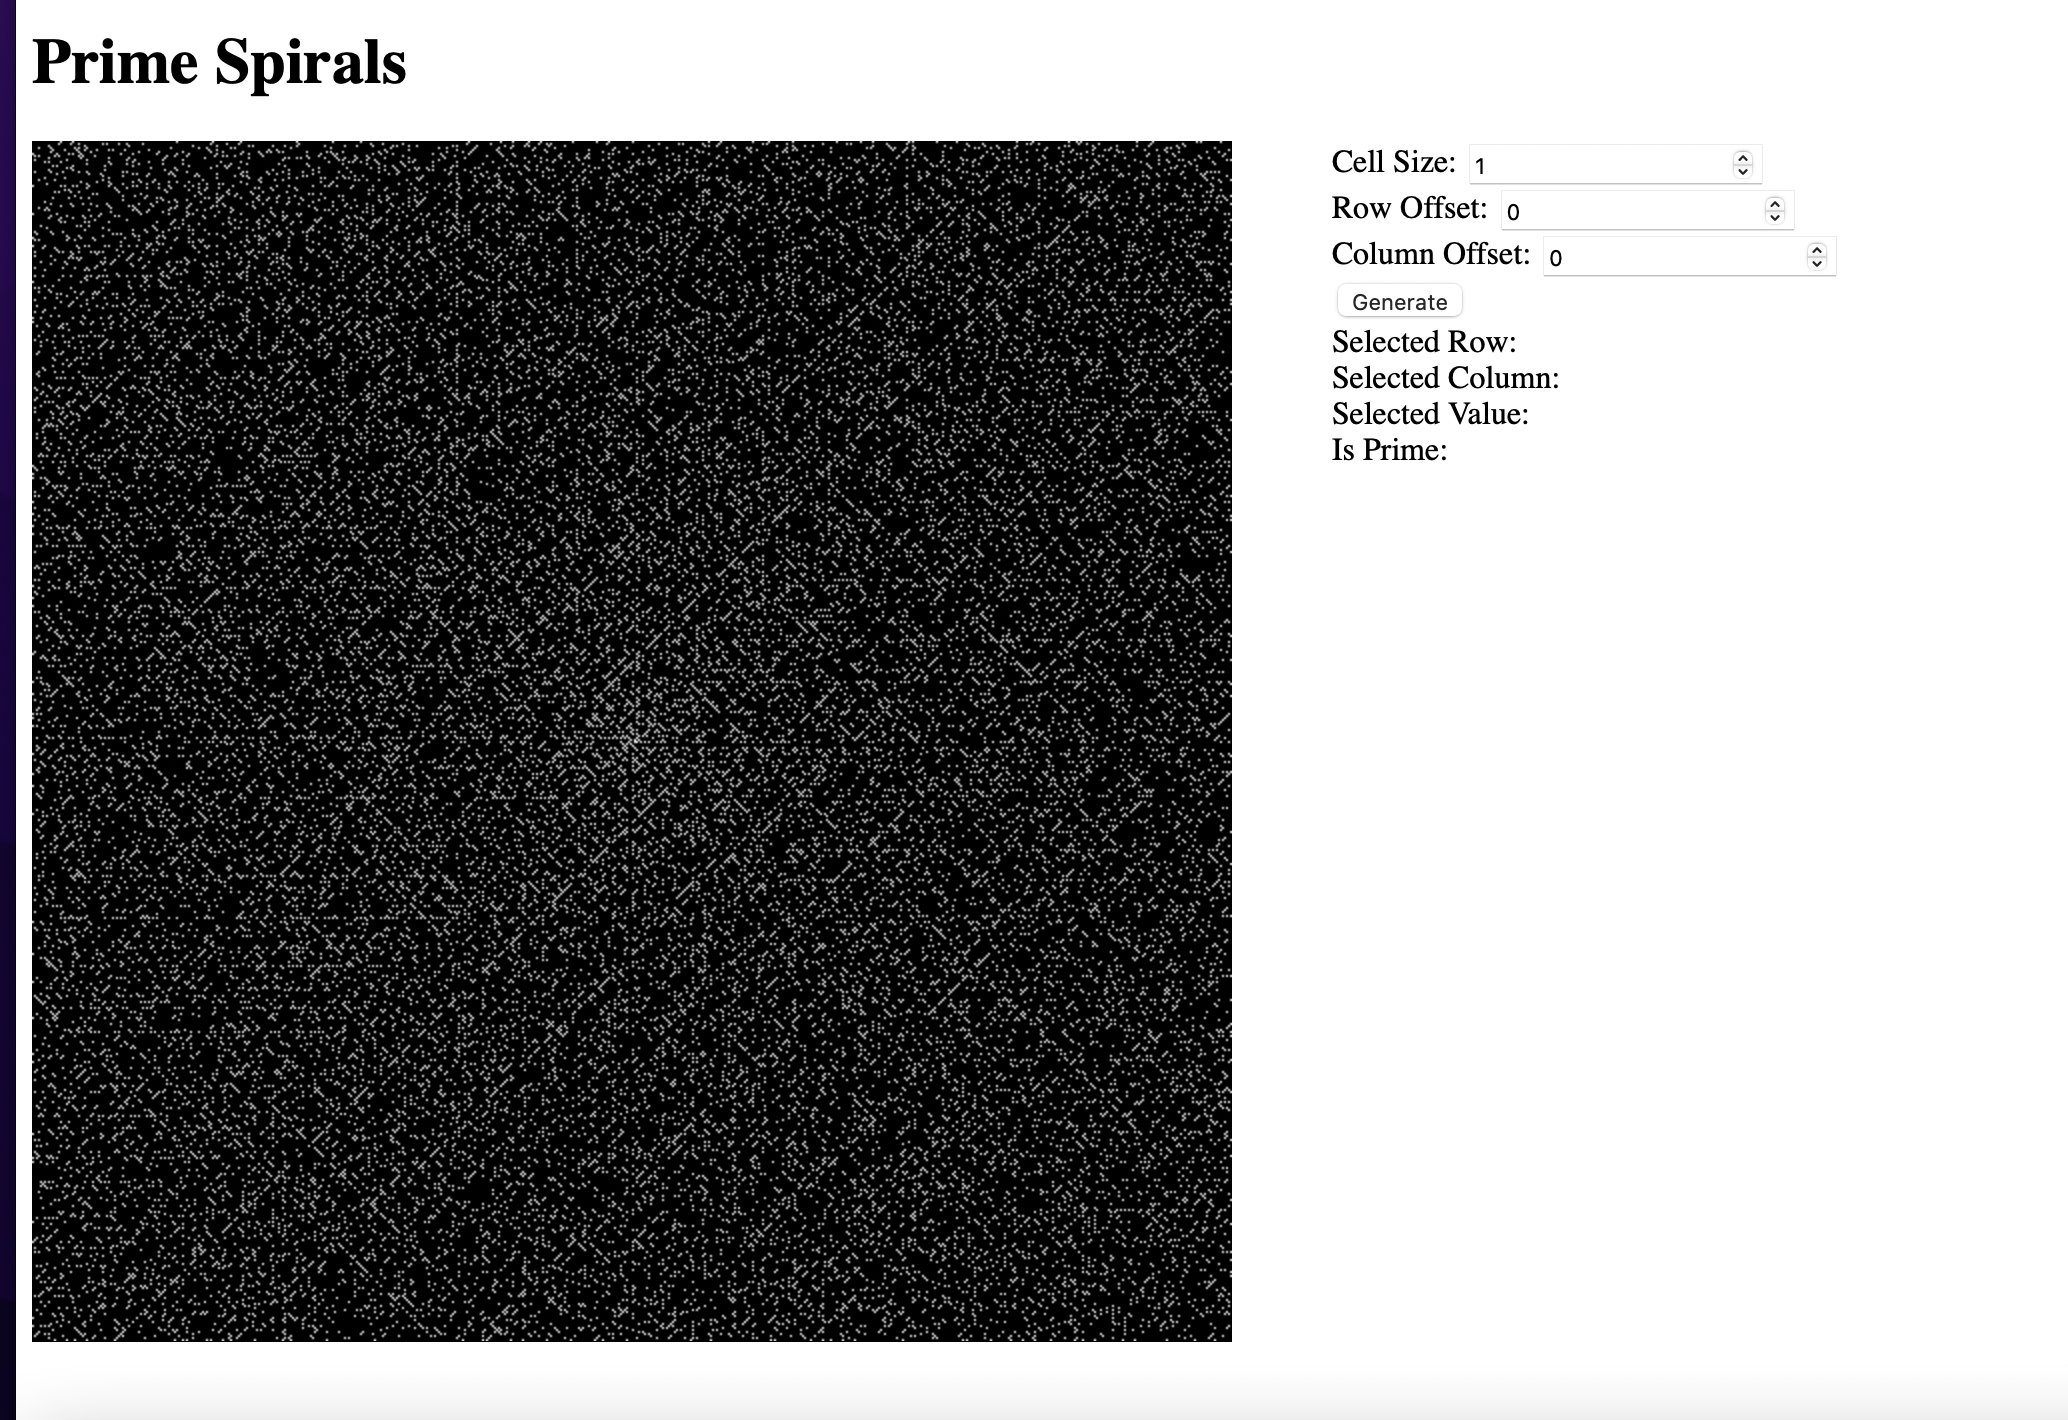 Prime Spirals
Cell Size: 1
Row Offset: 0
Column Offset: 0
Generate
Selected Row:
Selected Column:
Selected Value:
Is Prime: